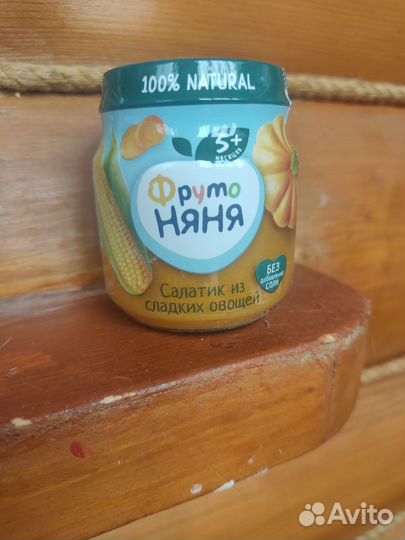 100% NATURAL
5+
месяцев
Фруто
Няня
БЕЗ
добавления
соли
Салатик из
сладких овощей
Avito